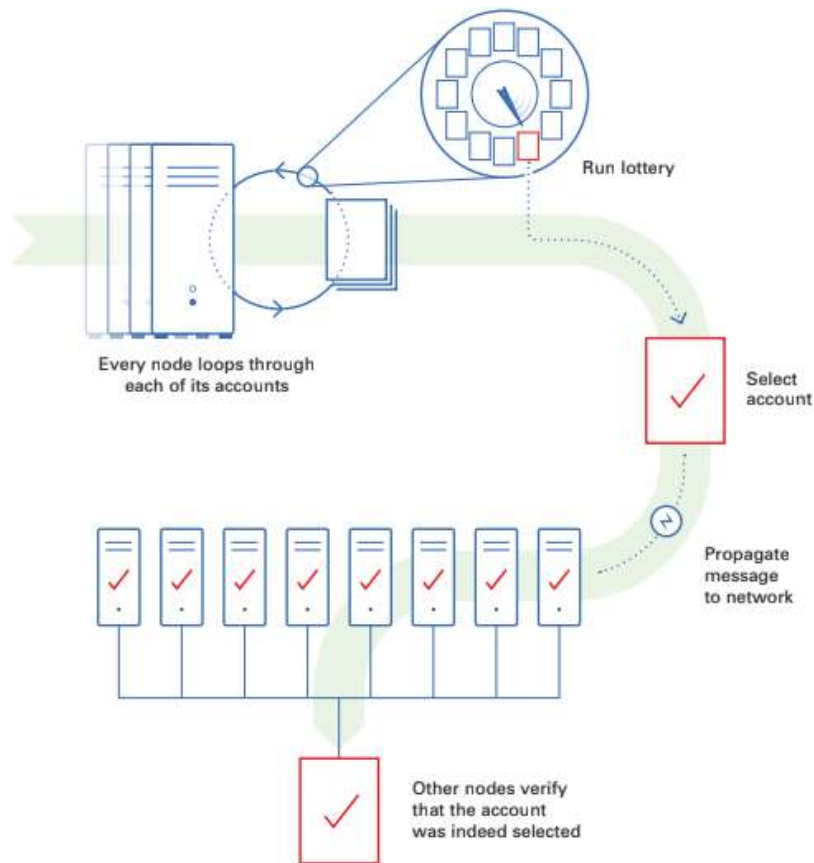 Run lottery
Every node loops through
each of its accounts
Select
account
Propagate
message
to network
Other nodes verify
that the account
was indeed selected